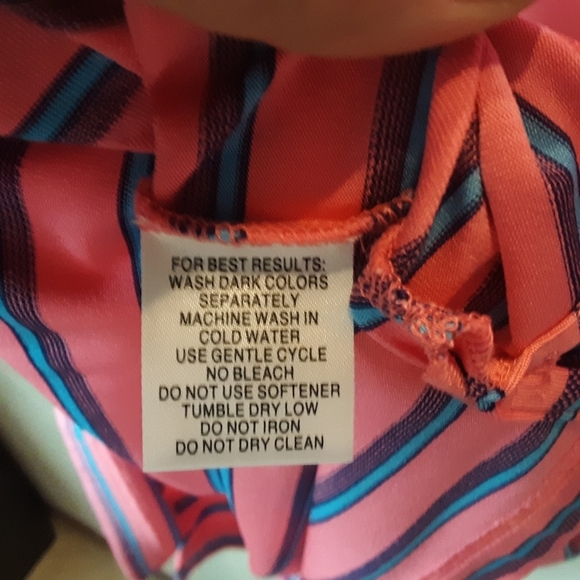 FOR BEST RESULTS:
WASH DARK COLORS
SEPARATELY
MACHINE WASH IN
COLD WATER
USE GENTLE CYCLE
NO BLEACH
DO NOT USE SOFTENER
TUMBLE DRY LOW
DO NOT IRON
DO NOT DRY CLEAN